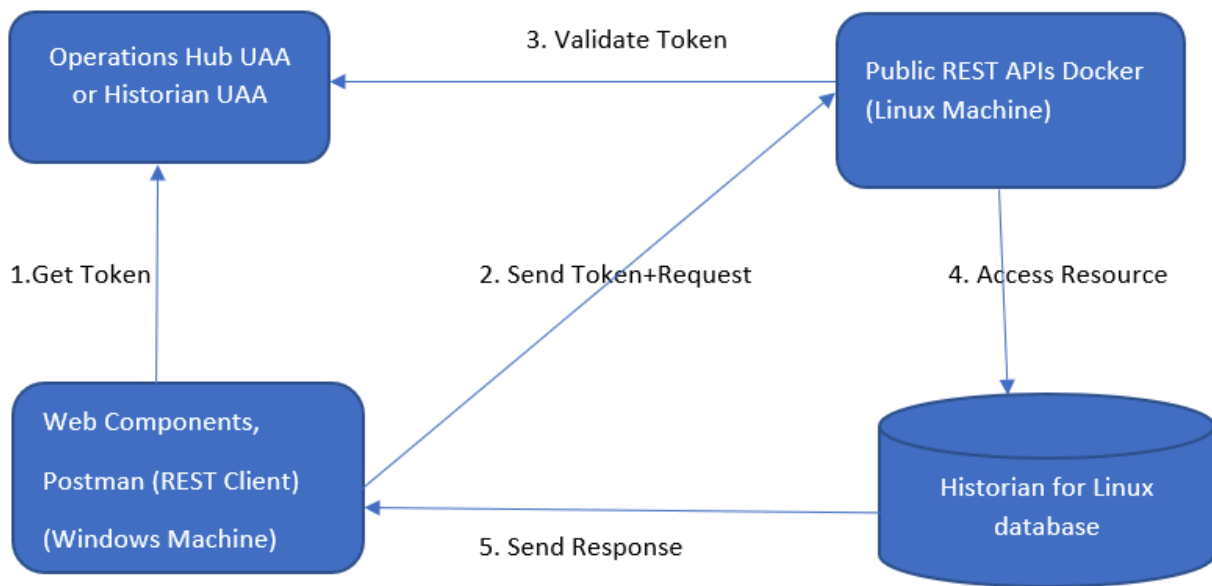 Operations Hub UAA
or Historian UAA
3. Validate Token
Public REST APIs Docker
(Linux Machine)
1.Get Token
2. Send Token+Request
4. Access Resource
Web Components,
Postman (REST Client)
(Windows Machine)
5. Send Response
Historian for Linux
database